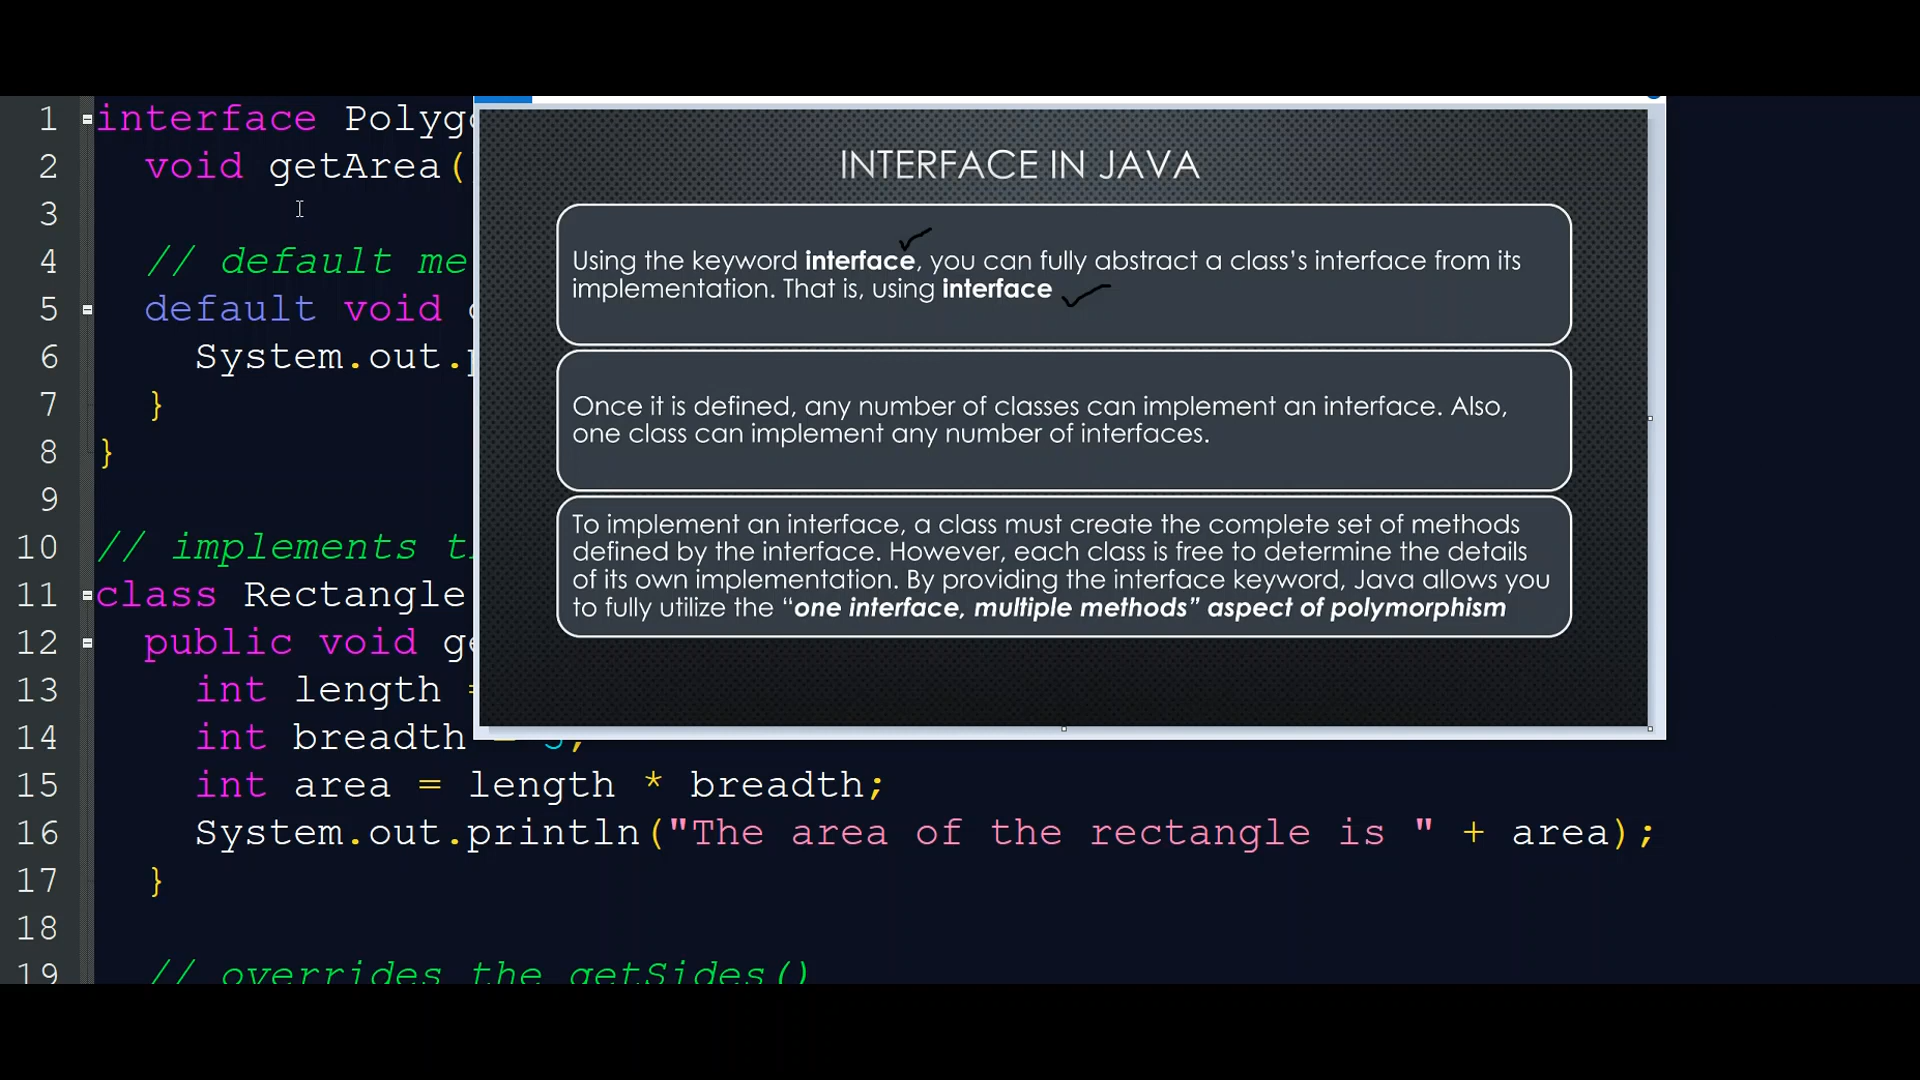 1 interface Polygo
2 void getArea(
3
4 // default me
5 default void
6 System.out.
7 }
8 }
9
10 // implements t
11 class Rectangle
12 public void ge
13 int length
14 int breadth
15 int area = length * breadth;
16 System.out.println("The area of the rectangle is " + area);
17 }
18
19 // overrides the getSides()
INTERFACE IN JAVA
Using the keyword interface, you can fully abstract a class’s interface from its
implementation. That is, using interface
Once it is defined, any number of classes can implement an interface. Also,
one class can implement any number of interfaces.
To implement an interface, a class must create the complete set of methods
defined by the interface. However, each class is free to determine the details
of its own implementation. By providing the interface keyword, Java allows you
to fully utilize the “one interface, multiple methods” aspect of polymorphism